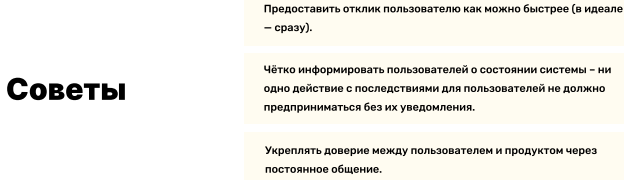 Советы
Предоставить отклик пользователю как можно быстрее (в идеале
— сразу).
Чётко информировать пользователей о состоянии системы – ни
одно действие с последствиями для пользователей не должно
предприниматься без их уведомления.
Укреплять доверие между пользователем и продуктом через
постоянное общение.